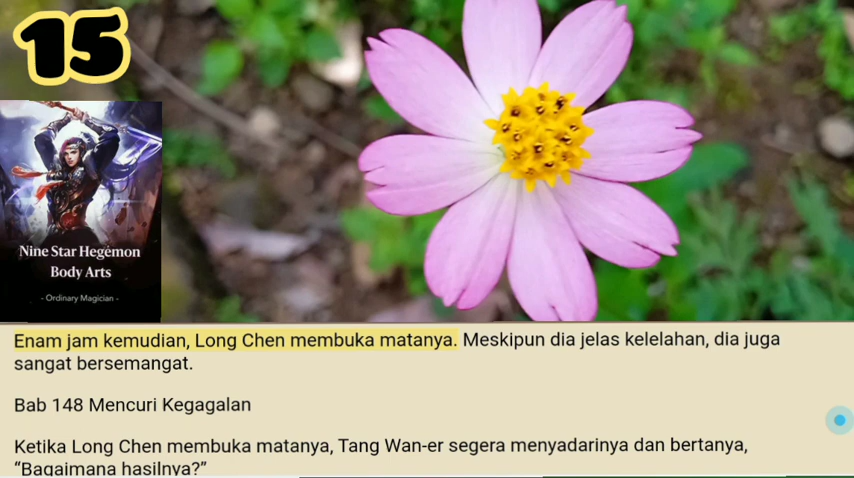 15
Nine Star Hegemon
Body Arts
- Ordinary Magician -
Enam jam kemudian, Long Chen membuka matanya. Meskipun dia jelas kelelahan, dia juga
sangat bersemangat.
Bab 148 Mencuri Kegagalan
Ketika Long Chen membuka matanya, Tang Wan-er segera menyadarinya dan bertanya,
“Bagaimana hasilnya?”